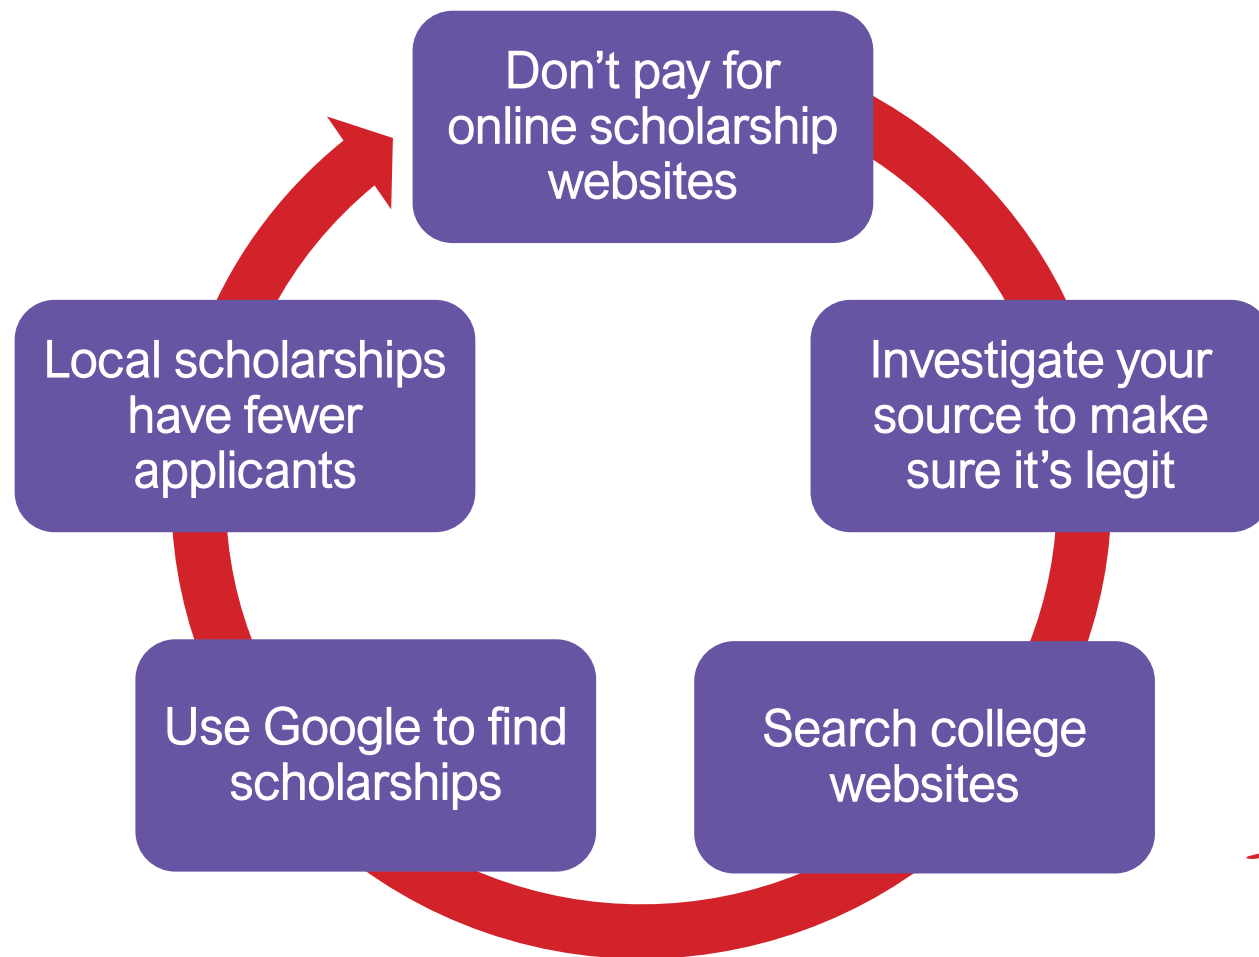 Don’t pay for
online scholarship
websites
Investigate your
source to make
sure it’s legit
Search college
websites
Use Google to find
scholarships
Local scholarships
have fewer
applicants